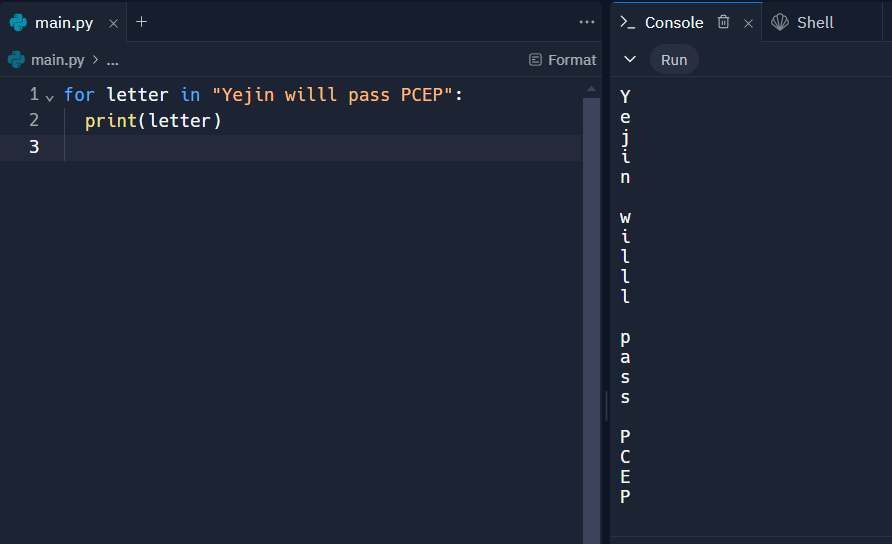 main.py × +
main.py > ...
Format
1 for letter in "Yejin willl pass PCEP":
2 print(letter)
3
>_ Console × Shell
Run
Y
e
j
i
n

w
i
l
l
l

p
a
s
s

P
C
E
P